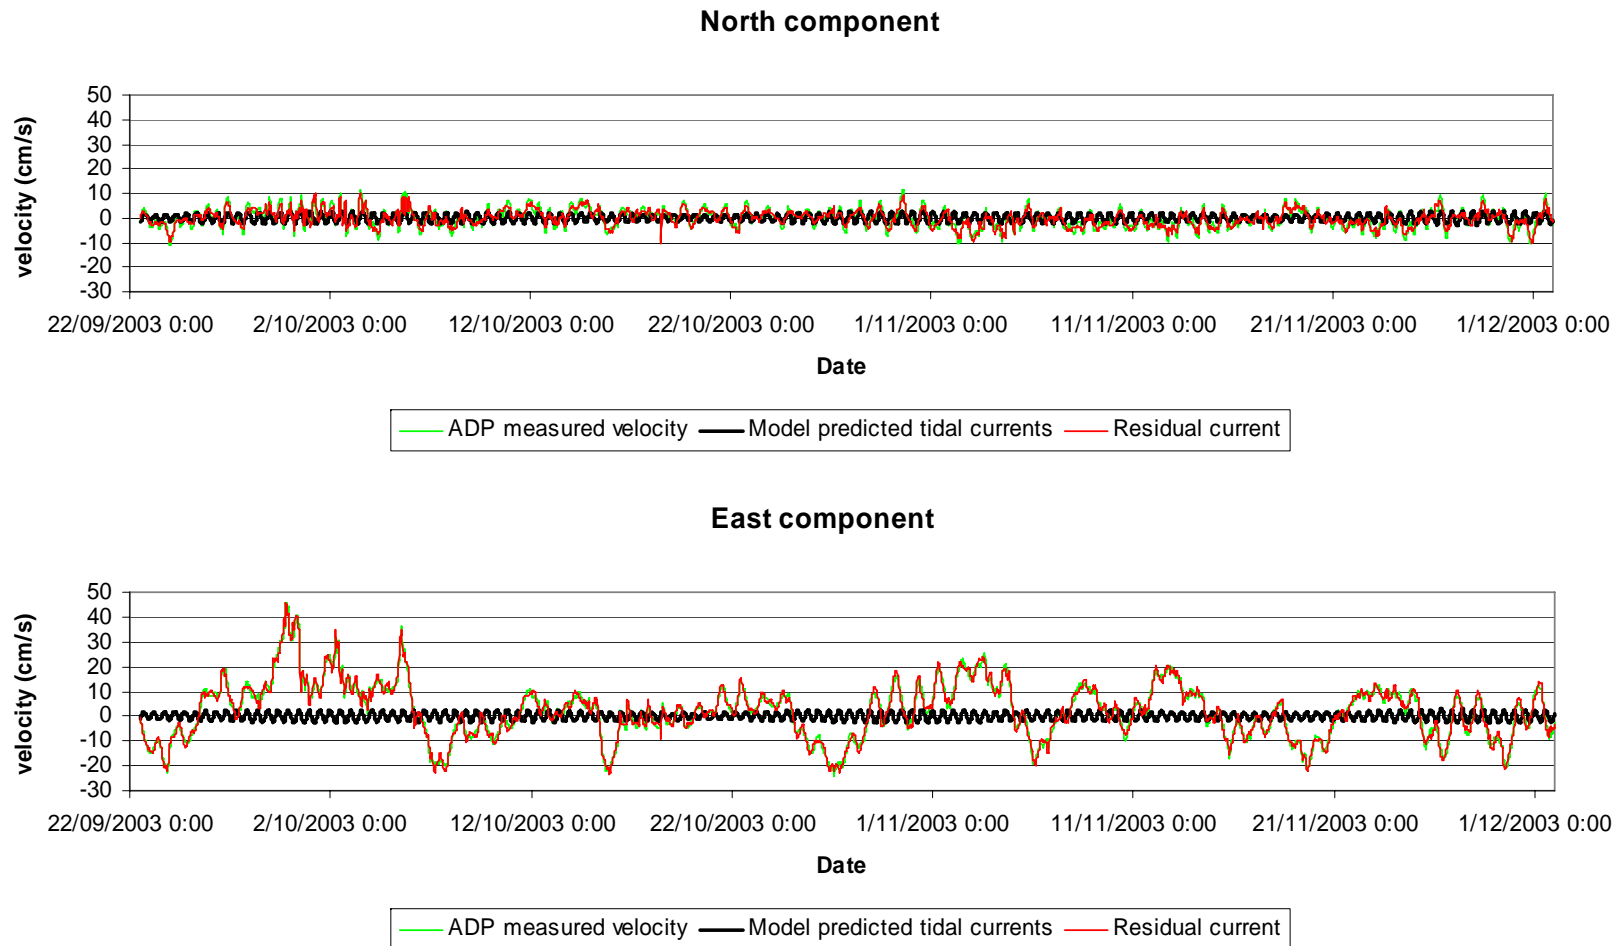 North component
50
40
30
20
10
0
-10
-20
-30
velocity (cm/s)
22/09/2003 0:00 2/10/2003 0:00 12/10/2003 0:00 22/10/2003 0:00 1/11/2003 0:00 11/11/2003 0:00 21/11/2003 0:00 1/12/2003 0:00
Date
ADP measured velocity Model predicted tidal currents Residual current
East component
50
40
30
20
10
0
-10
-20
-30
velocity (cm/s)
22/09/2003 0:00 2/10/2003 0:00 12/10/2003 0:00 22/10/2003 0:00 1/11/2003 0:00 11/11/2003 0:00 21/11/2003 0:00 1/12/2003 0:00
Date
ADP measured velocity Model predicted tidal currents Residual current